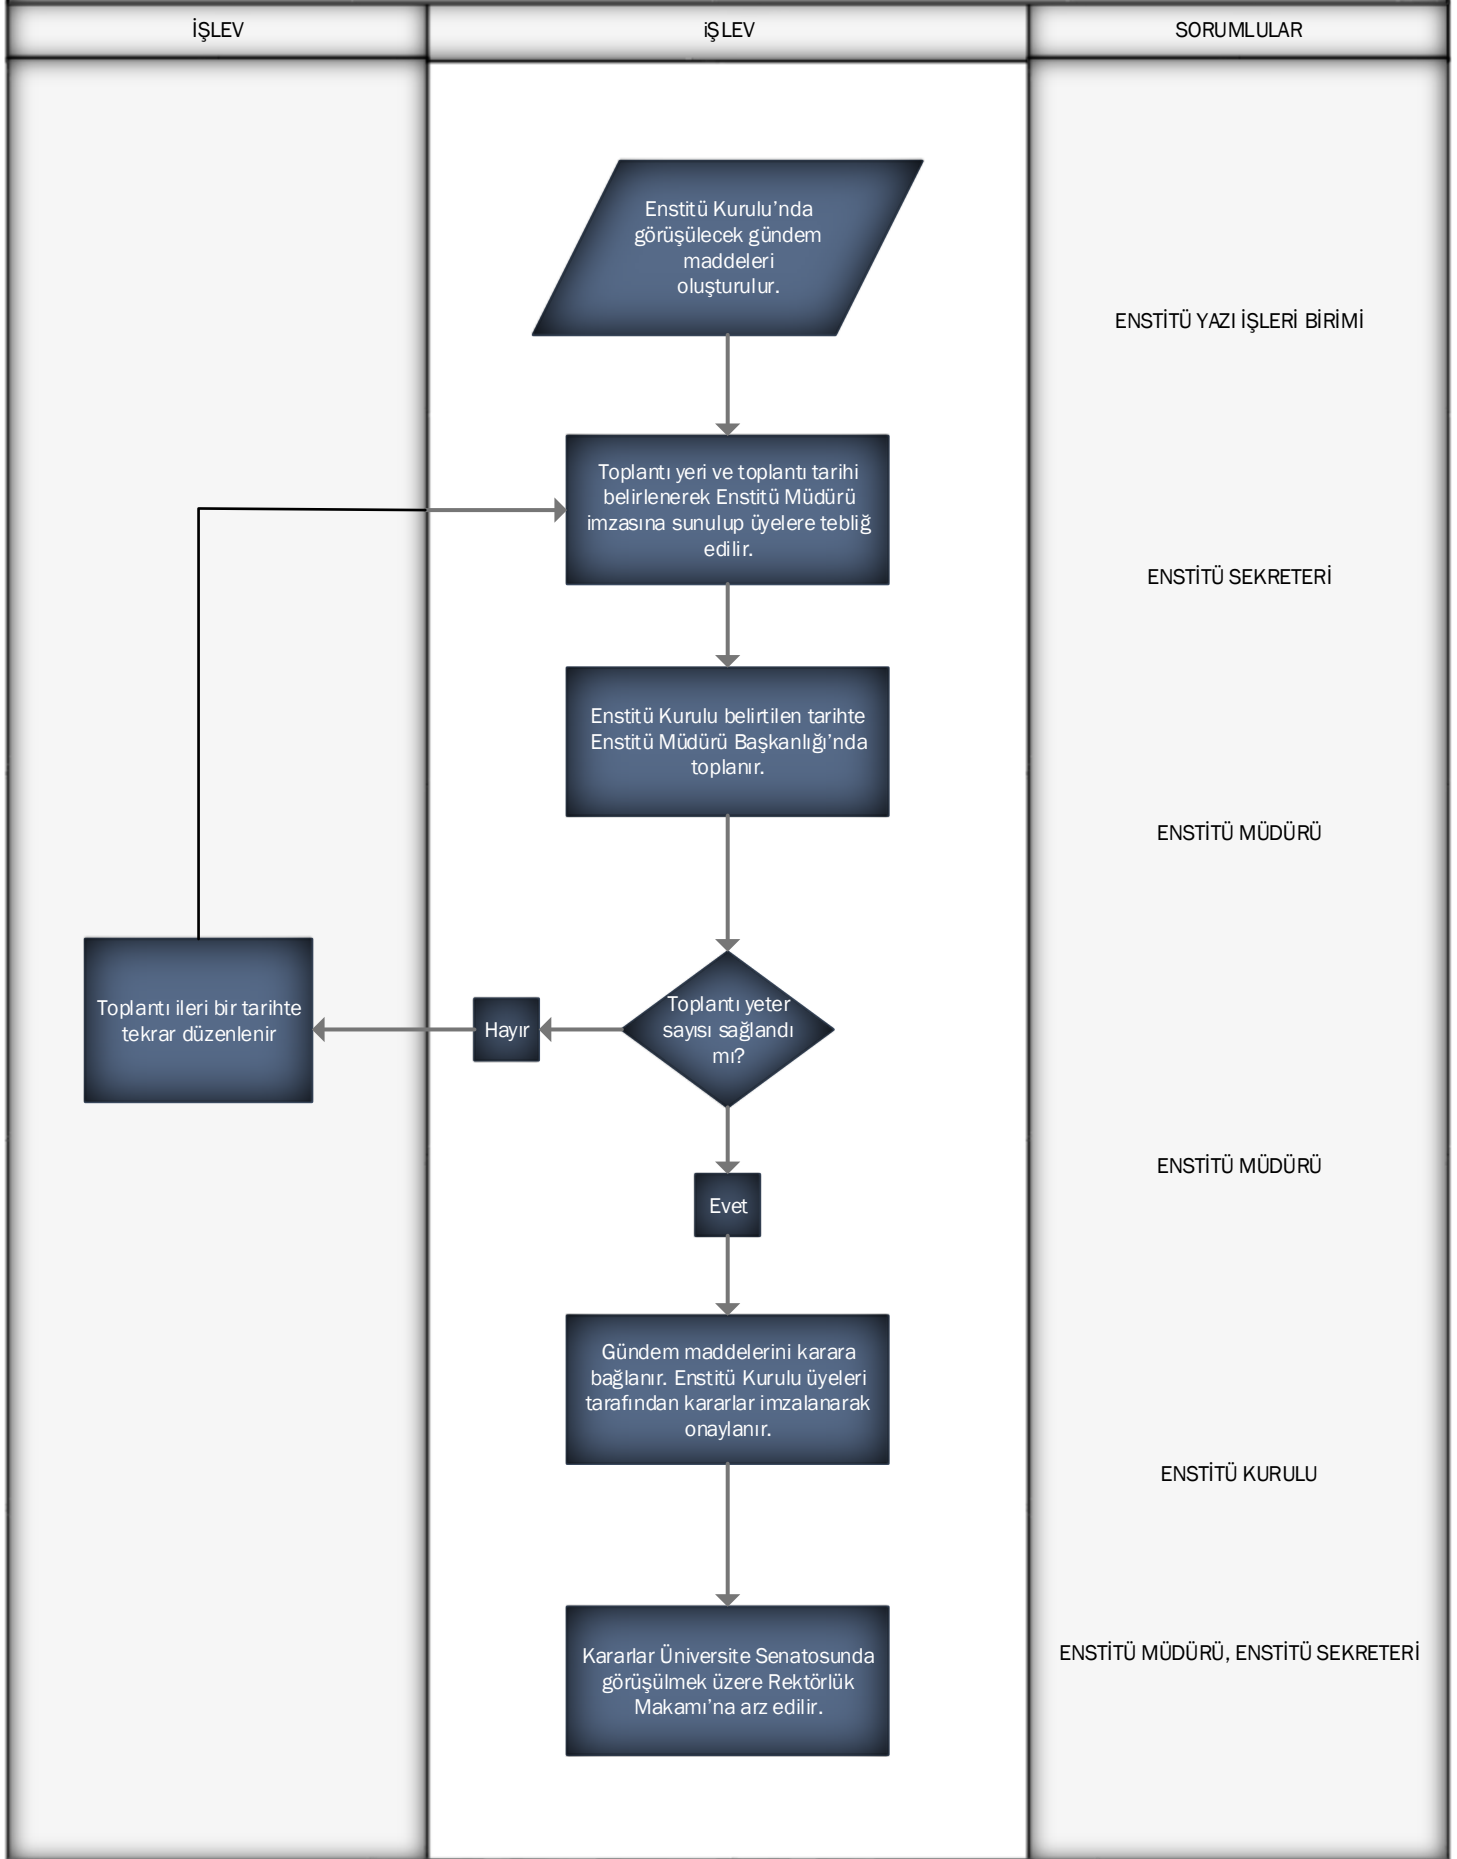 İŞLEV
iŞLEV
SORUMLULAR
Enstitü Kurulu’nda
görüşülecek gündem
maddeleri
oluşturulur.
ENSTİTÜ YAZI İŞLERİ BİRİMİ
Toplantı yeri ve toplantı tarihi
belirlenerek Enstitü Müdürü
imzasına sunulup üyelere tebliğ
edilir.
ENSTİTÜ SEKRETERİ
Enstitü Kurulu belirtilen tarihte
Enstitü Müdürü Başkanlığı’nda
toplanır.
ENSTİTÜ MÜDÜRÜ
Toplantı yeter
sayısı sağlandı
mı?
Hayır
Toplantı ileri bir tarihte
tekrar düzenlenir
ENSTİTÜ MÜDÜRÜ
Evet
Gündem maddelerini karara
bağlanır. Enstitü Kurulu üyeleri
tarafından kararlar imzalanarak
onaylanır.
ENSTİTÜ KURULU
Kararlar Üniversite Senatosunda
görüşülmek üzere Rektörlük
Makamı’na arz edilir.
ENSTİTÜ MÜDÜRÜ, ENSTİTÜ SEKRETERİ